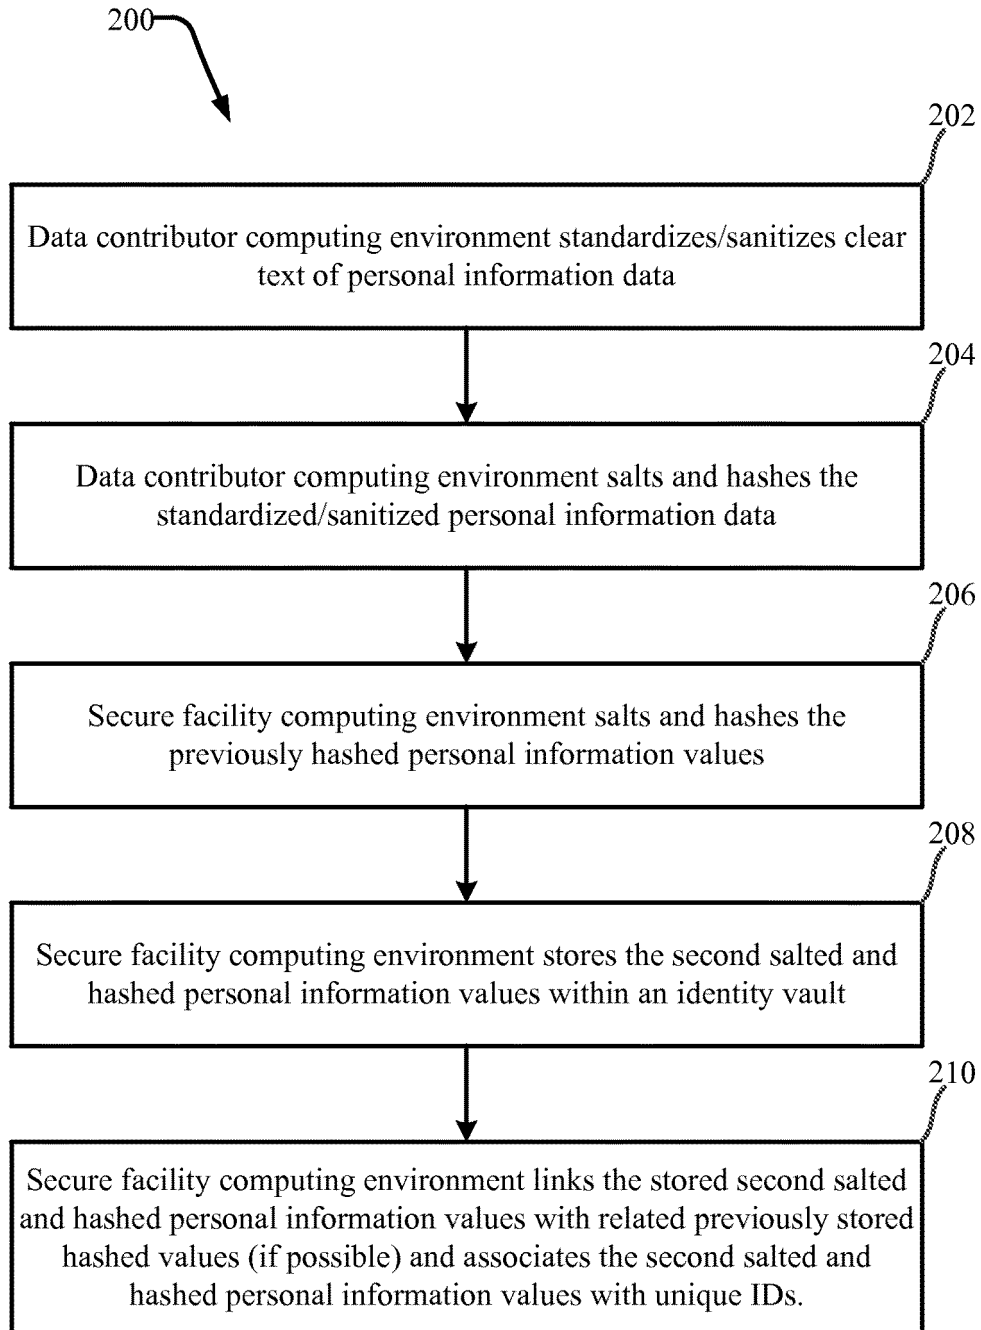 200
202
Data contributor computing environment standardizes/sanitizes clear
text of personal information data
204
Data contributor computing environment salts and hashes the
standardized/sanitized personal information data
206
Secure facility computing environment salts and hashes the
previously hashed personal information values
208
Secure facility computing environment stores the second salted and
hashed personal information values within an identity vault
210
Secure facility computing environment links the stored second salted
and hashed personal information values with related previously stored
hashed values (if possible) and associates the second salted and
hashed personal information values with unique IDs.